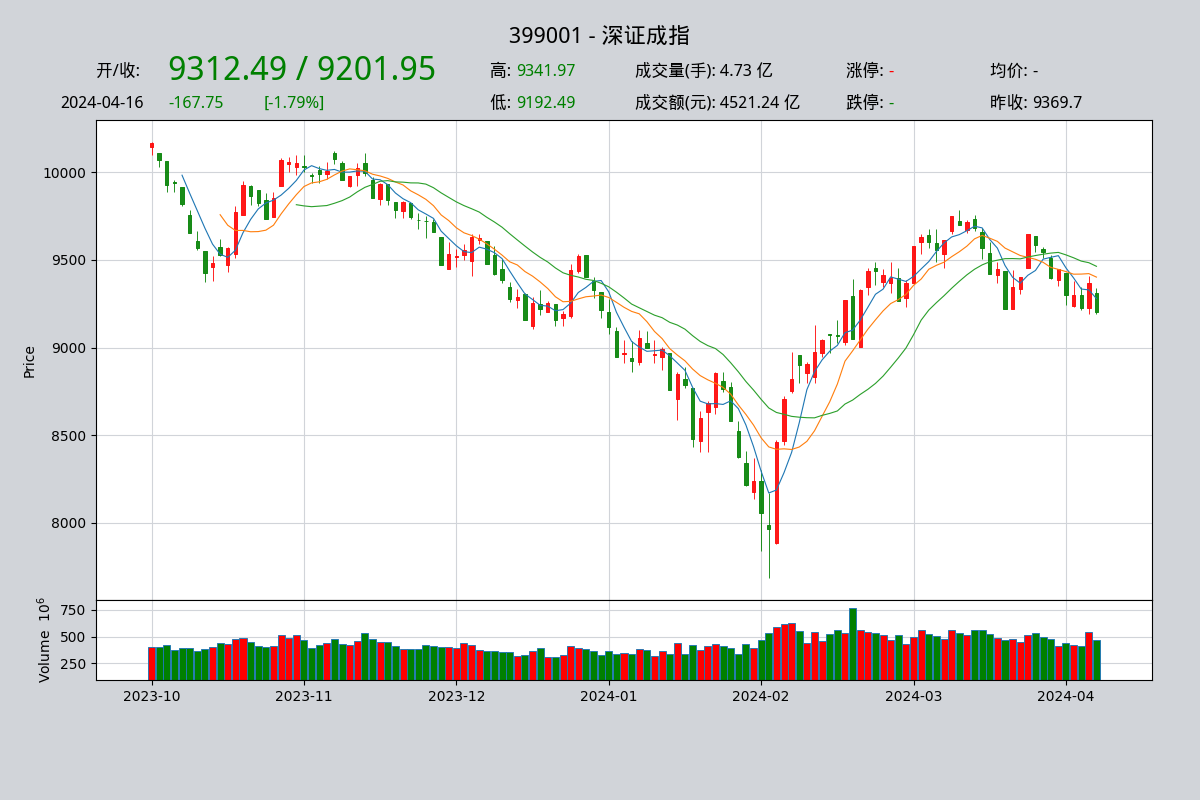 399001 - 深证成指
开/收: 9312.49 / 9201.95 高: 9341.97 成交量(手): 4.73 亿 涨停: - 均价: -
2024-04-16 -167.75 [-1.79%] 低: 9192.49 成交额(元): 4521.24 亿 跌停: - 昨收: 9369.7
10000
9500
9000
8500
8000
Price
750
500
250
Volume 10^6
2023-10 2023-11 2023-12 2024-01 2024-02 2024-03 2024-04